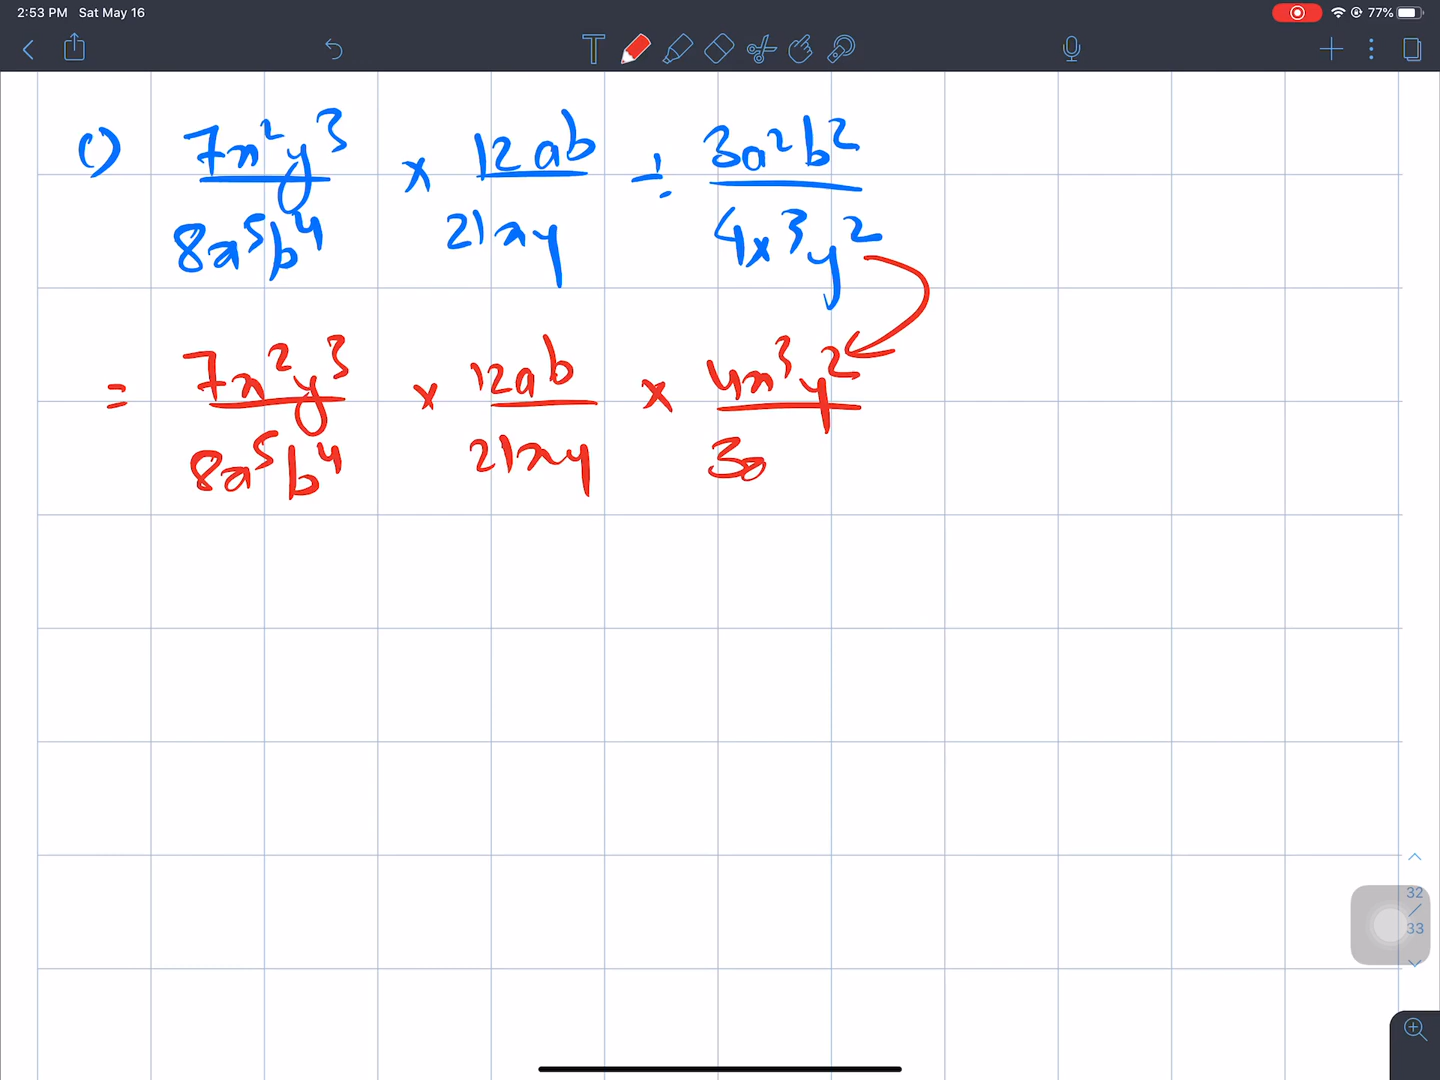 2:53 PM Sat May 16 77%
c) 7x²y³/8a⁵b⁴ × 12ab/21xy ÷ 3a²b²/4x³y²
= 7x²y³/8a⁵b⁴ × 12ab/21xy × 4x³y²/3a
32
/
33